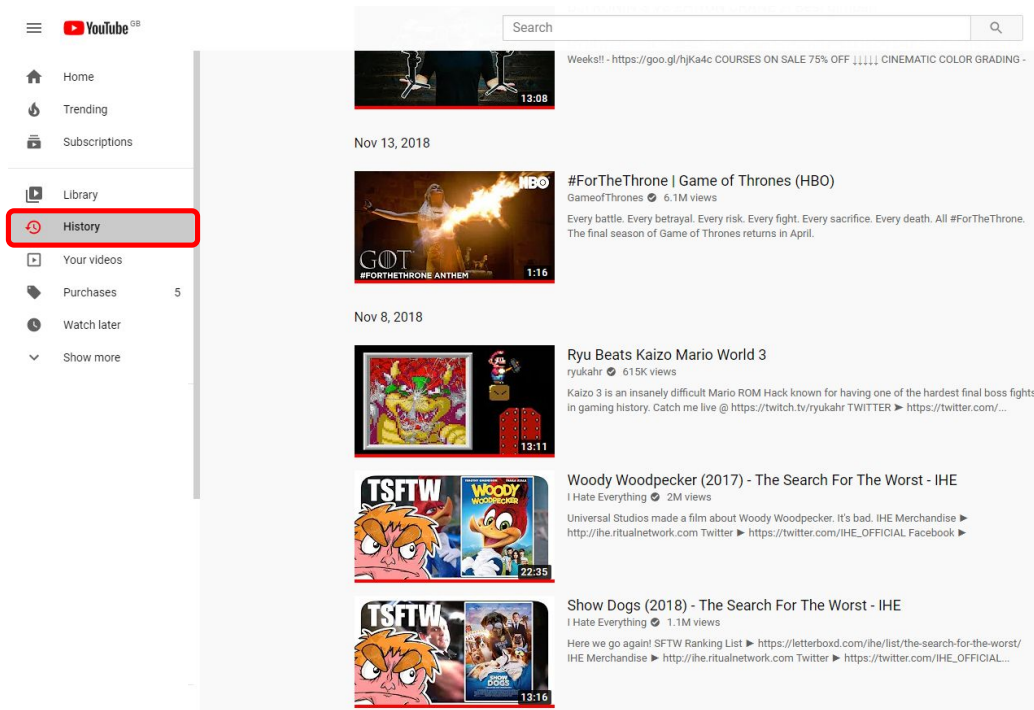 YouTube GB
Search
Home
Trending
Subscriptions
Library
History
Your videos
Purchases 5
Watch later
Show more
Weeks!! - https://goo.gl/hjKa4c COURSES ON SALE 75% OFF ↓↓↓↓↓ CINEMATIC COLOR GRADING -
13:08
Nov 13, 2018
HBO
GOT
#FORTHETHRONE ANTHEM
1:16
#ForTheThrone | Game of Thrones (HBO)
GameofThrones 6.1M views
Every battle. Every betrayal. Every risk. Every fight. Every sacrifice. Every death. All #ForTheThrone.
The final season of Game of Thrones returns in April.
Nov 8, 2018
13:11
Ryu Beats Kaizo Mario World 3
ryukahr 615K views
Kaizo 3 is an insanely difficult Mario ROM Hack known for having one of the hardest final boss fights
in gaming history. Catch me live @ https://twitch.tv/ryukahr TWITTER ► https://twitter.com/...
TSFTW
WOODY
WOODPECKER
22:35
Woody Woodpecker (2017) - The Search For The Worst - IHE
I Hate Everything 2M views
Universal Studios made a film about Woody Woodpecker. It's bad. IHE Merchandise ►
http://ihe.ritualnetwork.com Twitter ► https://twitter.com/IHE_OFFICIAL Facebook ►
TSFTW
SHOW
DOGS
13:16
Show Dogs (2018) - The Search For The Worst - IHE
I Hate Everything 1.1M views
Here we go again! SFTW Ranking List ► https://letterboxd.com/ihe/list/the-search-for-the-worst/
IHE Merchandise ► http://ihe.ritualnetwork.com Twitter ► https://twitter.com/IHE_OFFICIAL...